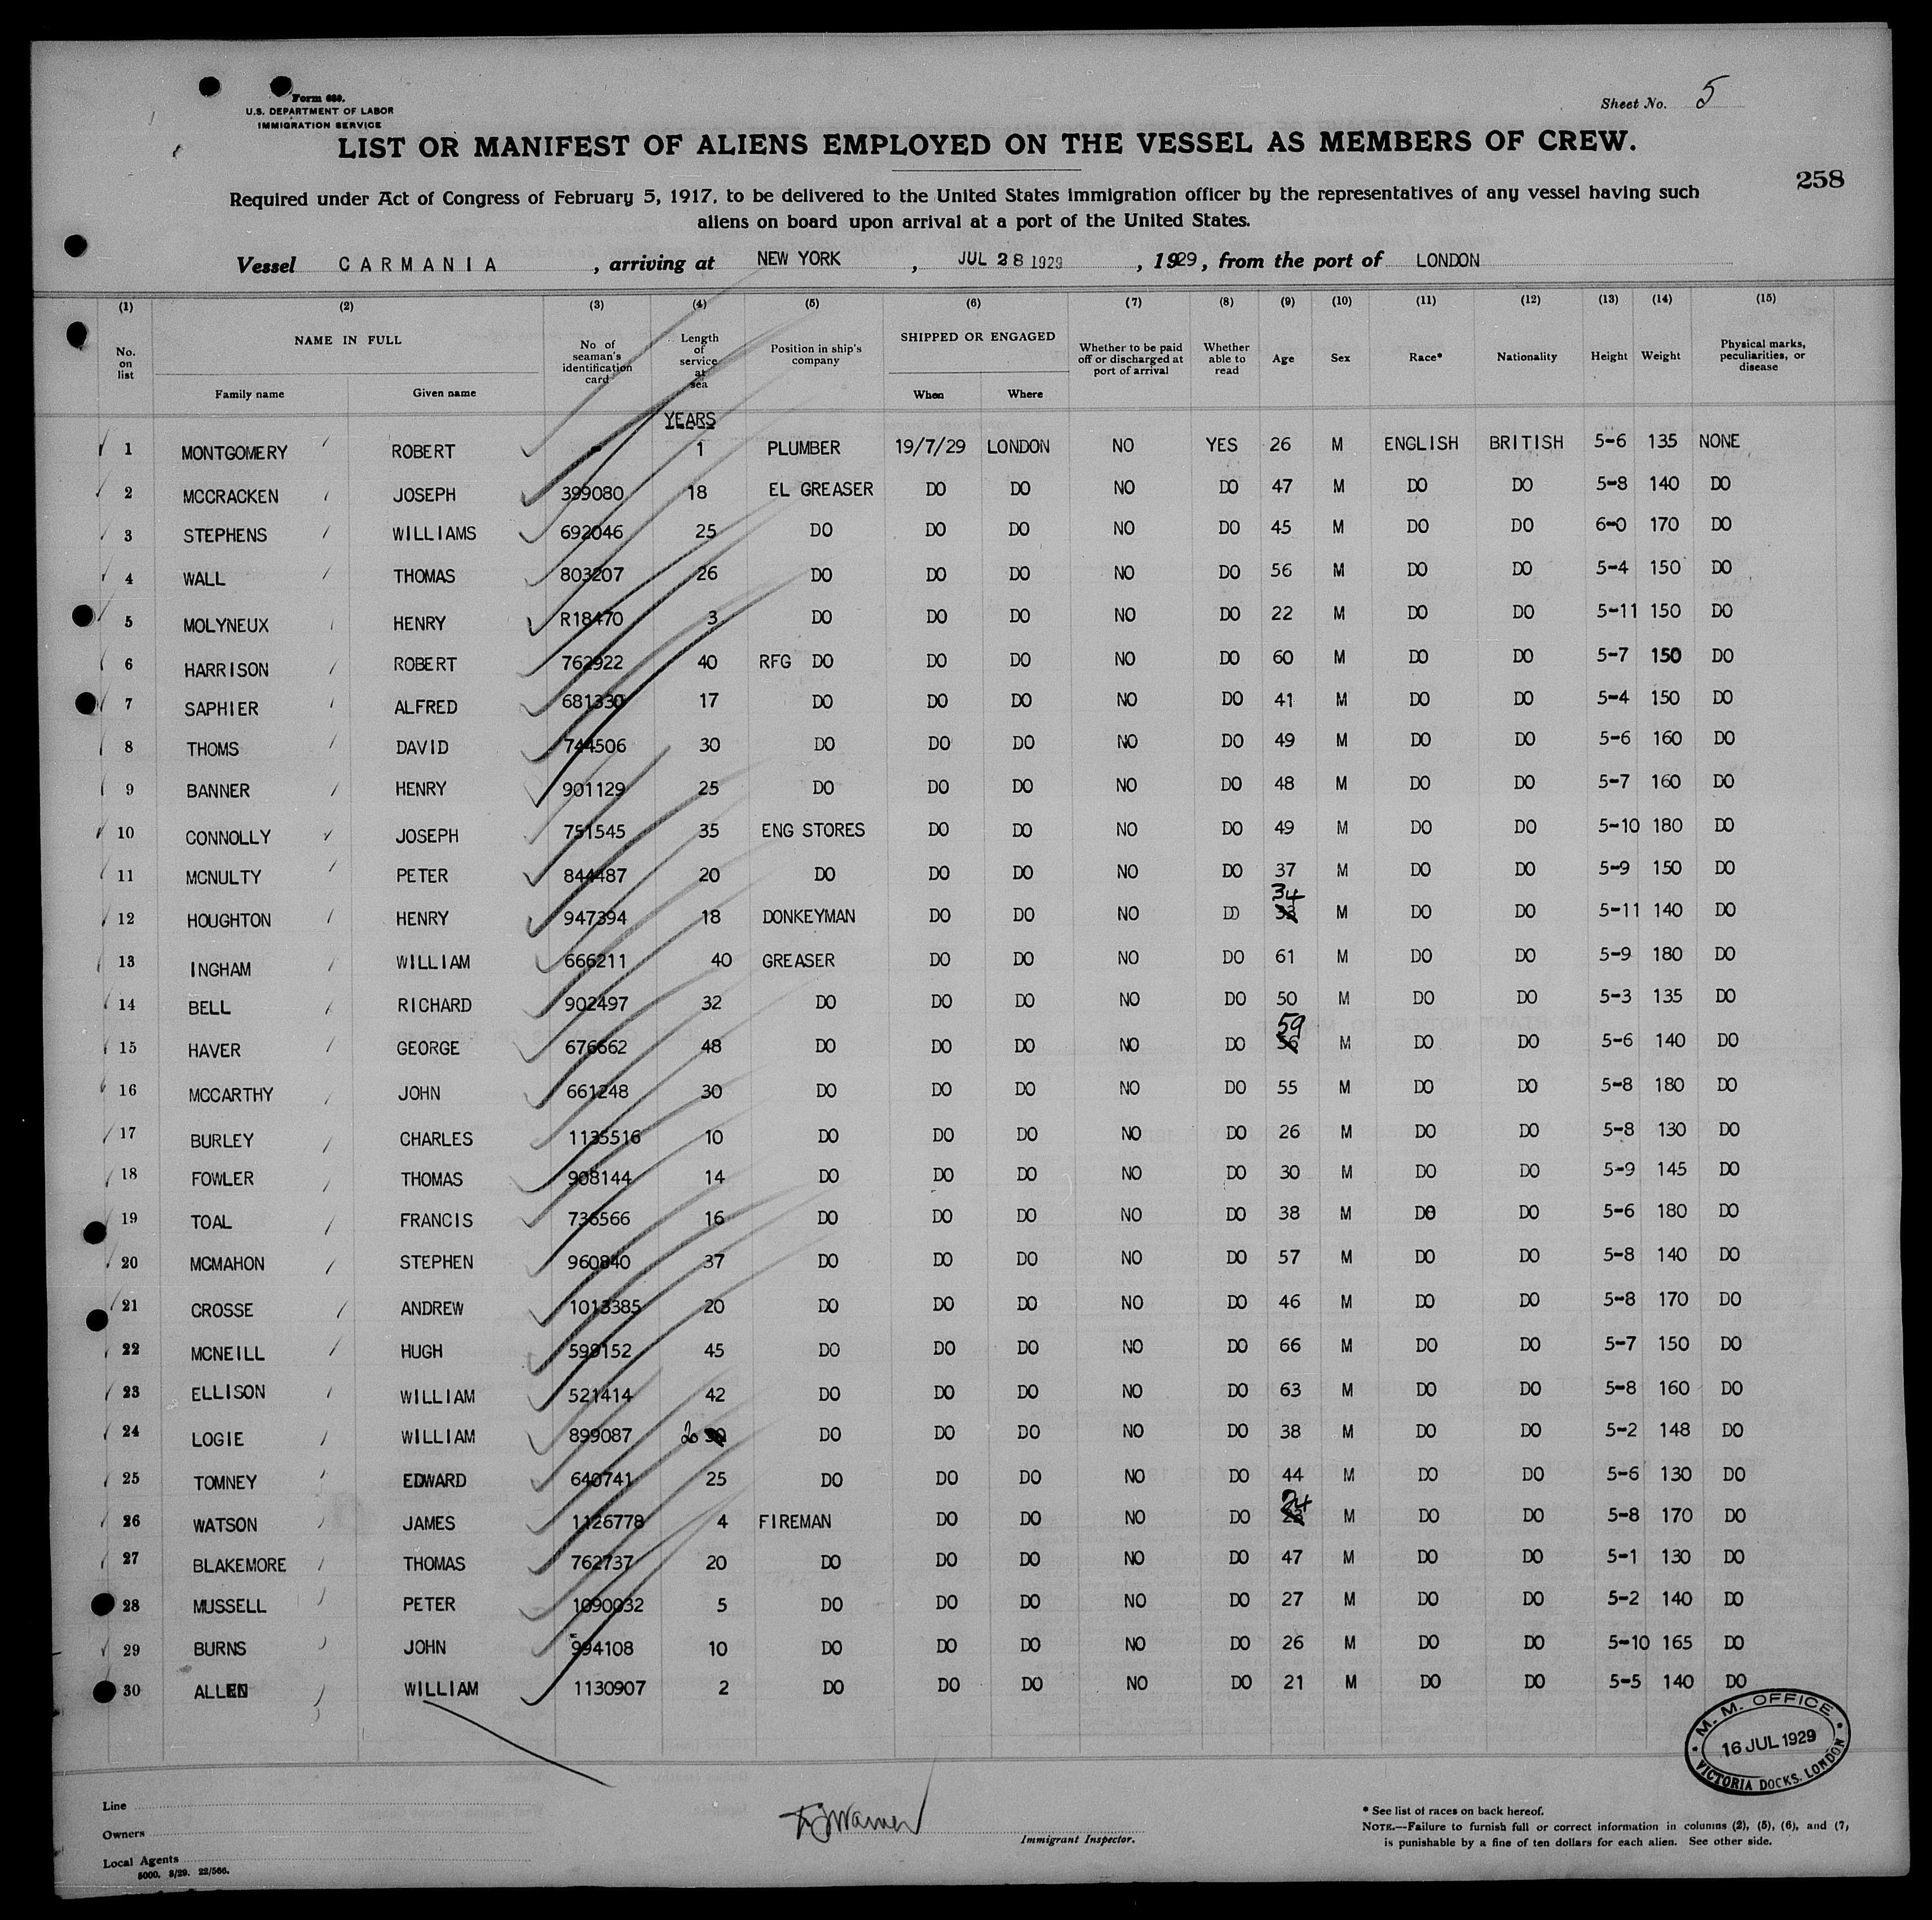 Form 680.
U.S. DEPARTMENT OF LABOR
IMMIGRATION SERVICE
Sheet No. 5
LIST OR MANIFEST OF ALIENS EMPLOYED ON THE VESSEL AS MEMBERS OF CREW.
258
Required under Act of Congress of February 5, 1917, to be delivered to the United States immigration officer by the representatives of any vessel having such
aliens on board upon arrival at a port of the United States.
Vessel CARMANIA , arriving at NEW YORK , JUL 28 1929 , 1929, from the port of LONDON
(1) (2) (3) (4) (5) (6) (7) (8) (9) (10) (11) (12) (13) (14) (15)
No. on list NAME IN FULL Family name Given name No. of seaman's identification card Length of service at sea Position in ship's company SHIPPED OR ENGAGED When Where Whether to be paid off or discharged at port of arrival Whether able to read Age Sex Race* Nationality Height Weight Physical marks, peculiarities, or disease
YEARS
1 MONTGOMERY ROBERT 1 PLUMBER 19/7/29 LONDON NO YES 26 M ENGLISH BRITISH 5-6 135 NONE
2 MCCRACKEN JOSEPH 399080 18 EL GREASER DO DO NO DO 47 M DO DO 5-8 140 DO
3 STEPHENS WILLIAMS 692046 25 DO DO DO NO DO 45 M DO DO 6-0 170 DO
4 WALL THOMAS 803207 26 DO DO DO NO DO 56 M DO DO 5-4 150 DO
5 MOLYNEUX HENRY R18470 3 DO DO DO NO DO 22 M DO DO 5-11 150 DO
6 HARRISON ROBERT 762922 40 RFG DO DO DO NO DO 60 M DO DO 5-7 150 DO
7 SAPHIER ALFRED 681330 17 DO DO DO NO DO 41 M DO DO 5-4 150 DO
8 THOMS DAVID 744506 30 DO DO DO NO DO 49 M DO DO 5-6 160 DO
9 BANNER HENRY 901129 25 DO DO DO NO DO 48 M DO DO 5-7 160 DO
10 CONNOLLY JOSEPH 751545 35 ENG STORES DO DO NO DO 49 M DO DO 5-10 180 DO
11 MCNULTY PETER 844487 20 DO DO DO NO DO 37 M DO DO 5-9 150 DO
12 HOUGHTON HENRY 947394 18 DONKEYMAN DO DO NO DO 34 M DO DO 5-11 140 DO
13 INGHAM WILLIAM 666211 40 GREASER DO DO NO DO 61 M DO DO 5-9 180 DO
14 BELL RICHARD 902497 32 DO DO DO NO DO 50 M DO DO 5-3 135 DO
15 HAVER GEORGE 676662 48 DO DO DO NO DO 59 M DO DO 5-6 140 DO
16 MCCARTHY JOHN 661248 30 DO DO DO NO DO 55 M DO DO 5-8 180 DO
17 BURLEY CHARLES 1135516 10 DO DO DO NO DO 26 M DO DO 5-8 130 DO
18 FOWLER THOMAS 908144 14 DO DO DO NO DO 30 M DO DO 5-9 145 DO
19 TOAL FRANCIS 736566 16 DO DO DO NO DO 38 M DO DO 5-6 180 DO
20 MCMAHON STEPHEN 960840 37 DO DO DO NO DO 57 M DO DO 5-8 140 DO
21 CROSSE ANDREW 1013385 20 DO DO DO NO DO 46 M DO DO 5-8 170 DO
22 MCNEILL HUGH 599152 45 DO DO DO NO DO 66 M DO DO 5-7 150 DO
23 ELLISON WILLIAM 521414 42 DO DO DO NO DO 63 M DO DO 5-8 160 DO
24 LOGIE WILLIAM 899087 20 DO DO DO NO DO 38 M DO DO 5-2 148 DO
25 TOMNEY EDWARD 640741 25 DO DO DO NO DO 44 M DO DO 5-6 130 DO
26 WATSON JAMES 1126778 4 FIREMAN DO DO NO DO 24 M DO DO 5-8 170 DO
27 BLAKEMORE THOMAS 762737 20 DO DO DO NO DO 47 M DO DO 5-1 130 DO
28 MUSSELL PETER 1090032 5 DO DO DO NO DO 27 M DO DO 5-2 140 DO
29 BURNS JOHN 994108 10 DO DO DO NO DO 26 M DO DO 5-10 165 DO
30 ALLEN WILLIAM 1130907 2 DO DO DO NO DO 21 M DO DO 5-5 140 DO
M. M. OFFICE
16 JUL 1929
VICTORIA DOCKS. LONDON
Line
Owners
Local Agents
5000. 3/29. 22/566.
Immigrant Inspector.
* See list of races on back hereof.
NOTE.—Failure to furnish full or correct information in columns (2), (5), (6), and (7,
is punishable by a fine of ten dollars for each alien. See other side.